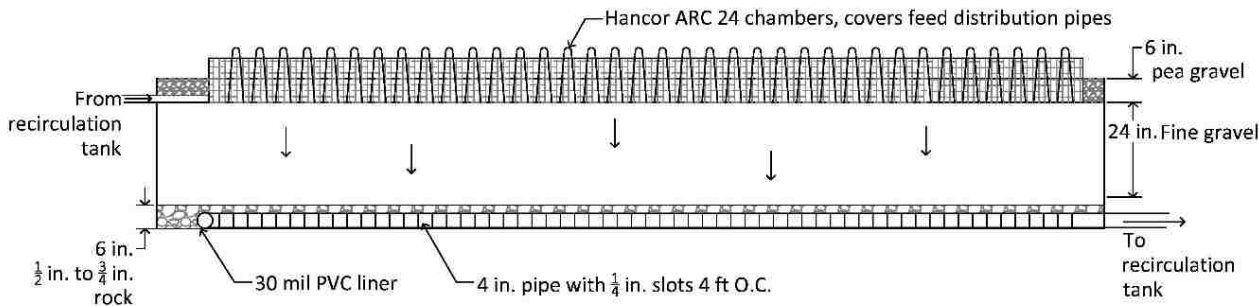 Hancor ARC 24 chambers, covers feed distribution pipes
6 in.
pea gravel
From
recirculation
tank
24 in. Fine gravel
6 in.
1/2 in. to 3/4 in.
rock
30 mil PVC liner
4 in. pipe with 1/4 in. slots 4 ft O.C.
To
recirculation
tank